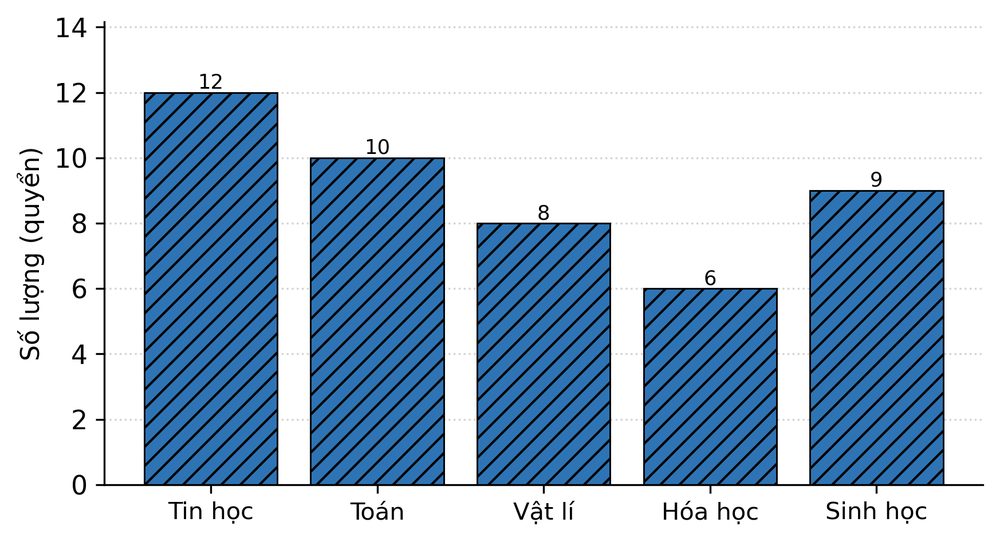 Số lượng (quyển)
14
12
10
8
6
4
2
0
12
10
8
6
9
Tin học
Toán
Vật lí
Hóa học
Sinh học